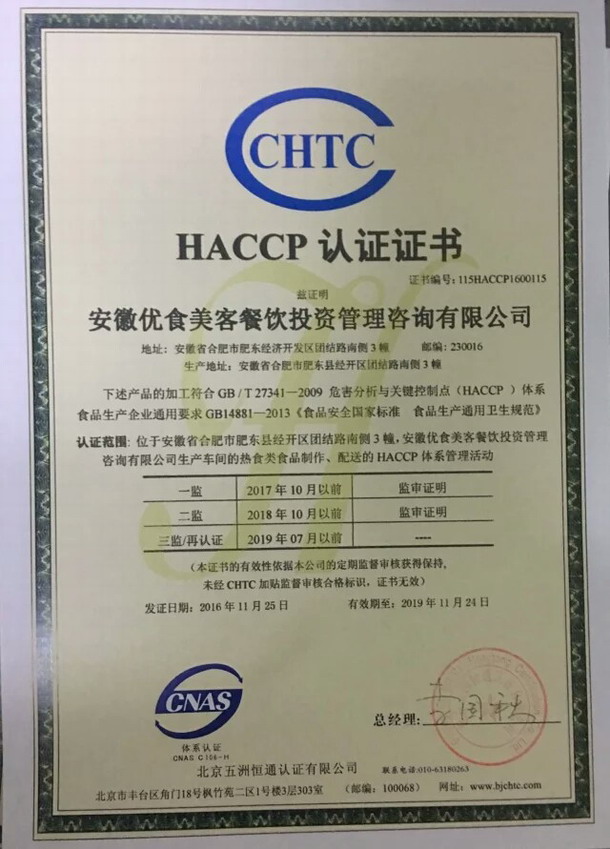 CHTC
HACCP 认证证书
证书编号：115HACCP1600115
兹证明
安徽优食美客餐饮投资管理咨询有限公司
地址：安徽省合肥市肥东经济开发区团结路南侧 3 幢 邮编：230016
生产地址：安徽省合肥市肥东县经开区团结路南侧 3 幢
下述产品的加工符合 GB / T 27341—2009 危害分析与关键控制点（HACCP ）体系
食品生产企业通用要求 GB14881—2013《食品安全国家标准 食品生产通用卫生规范》
认证范围：位于安徽省合肥市肥东县经开区团结路南侧 3 幢，安徽优食美客餐饮投资管理
咨询有限公司生产车间的热食类食品制作、配送的 HACCP 体系管理活动
一监 2017 年 10 月以前 监审证明
二监 2018 年 10 月以前 监审证明
三监/再认证 2019 年 07 月以前 ----
（本证书的有效性依据本公司的定期监督审核获得保持，
未经 CHTC 加贴监督审核合格标识，证书无效）
发证日期：2016 年 11 月 25 日 有效期至：2019 年 11 月 24 日
CNAS
体系认证
CNAS C104-H
总经理：
北京五洲恒通认证有限公司 联系电话:010-63180263
北京市丰台区角门18号枫竹苑二区1号楼3层303室 （邮编：100068） 网址：www.bjchtc.com